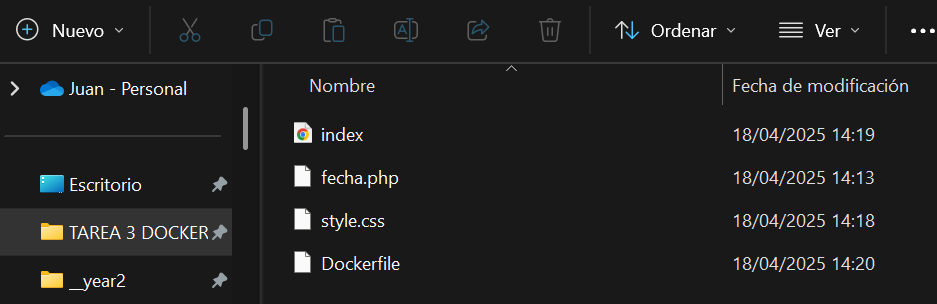 Nuevo Ordenar Ver
Juan - Personal
Escritorio
TAREA 3 DOCKER
__year2
Nombre Fecha de modificación
index 18/04/2025 14:19
fecha.php 18/04/2025 14:13
style.css 18/04/2025 14:18
Dockerfile 18/04/2025 14:20